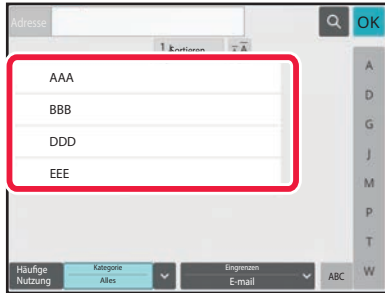 Adresse
OK
1 Sortieren
AAA
BBB
DDD
EEE
A
D
G
J
M
P
T
W
Häufige
Nutzung
Kategorie
Alles
Eingrenzen
E-mail
ABC